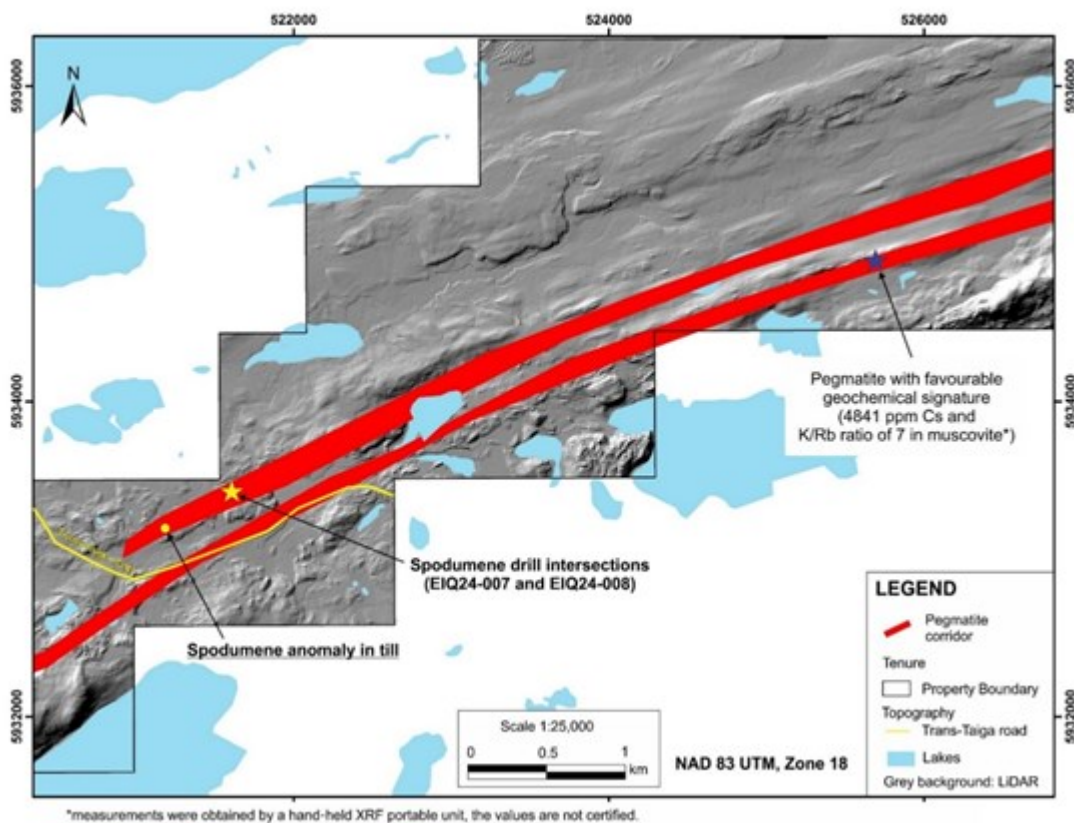 522000
524000
526000
5936000
5936000
N
Pegmatite with favourable
geochemical signature
(4841 ppm Cs and
K/Rb ratio of 7 in muscovite*)
5934000
5934000
Spodumene drill intersections
(EIQ24-007 and EIQ24-008)
Spodumene anomaly in till
LEGEND
Pegmatite
corridor
Tenure
Property Boundary
Topography
Trans-Taiga road
Lakes
Grey background: LiDAR
5932000
5932000
Scale 1:25,000
0 0.5 1
km
NAD 83 UTM, Zone 18
*measurements were obtained by a hand-held XRF portable unit, the values are not certified.